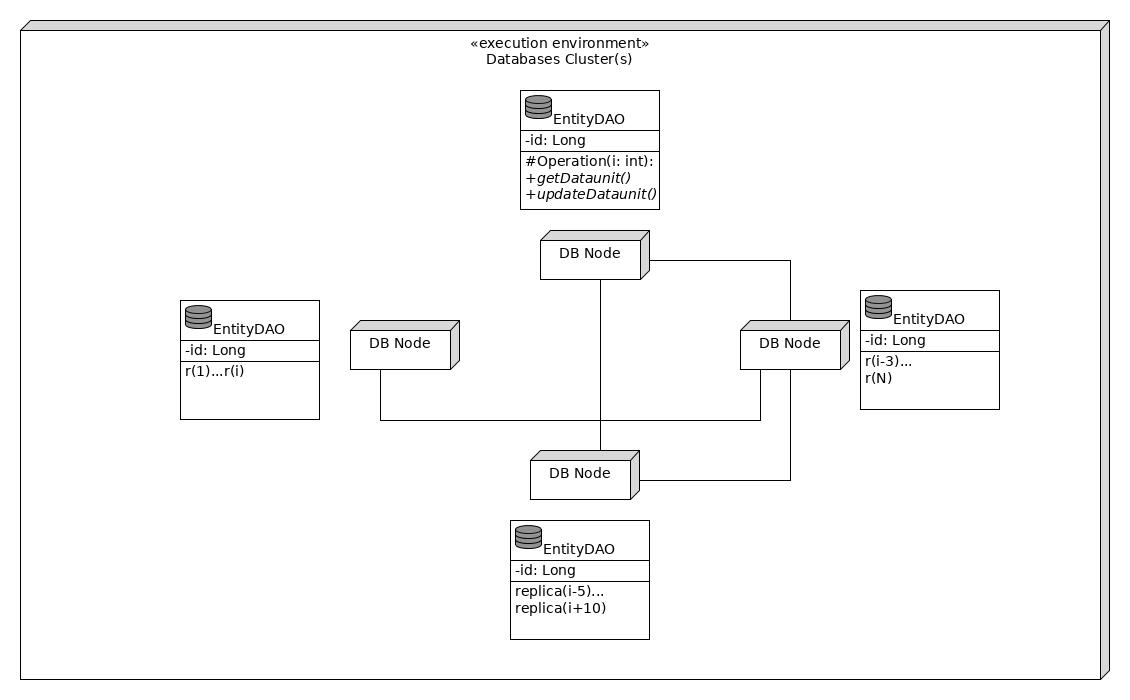 «execution environment»
Databases Cluster(s)
EntityDAO
-id: Long
#Operation(i: int):
+getDataunit()
+updateDataunit()
DB Node
EntityDAO
-id: Long
r(1)...r(i)
DB Node
DB Node
EntityDAO
-id: Long
r(i-3)...
r(N)
DB Node
EntityDAO
-id: Long
replica(i-5)...
replica(i+10)